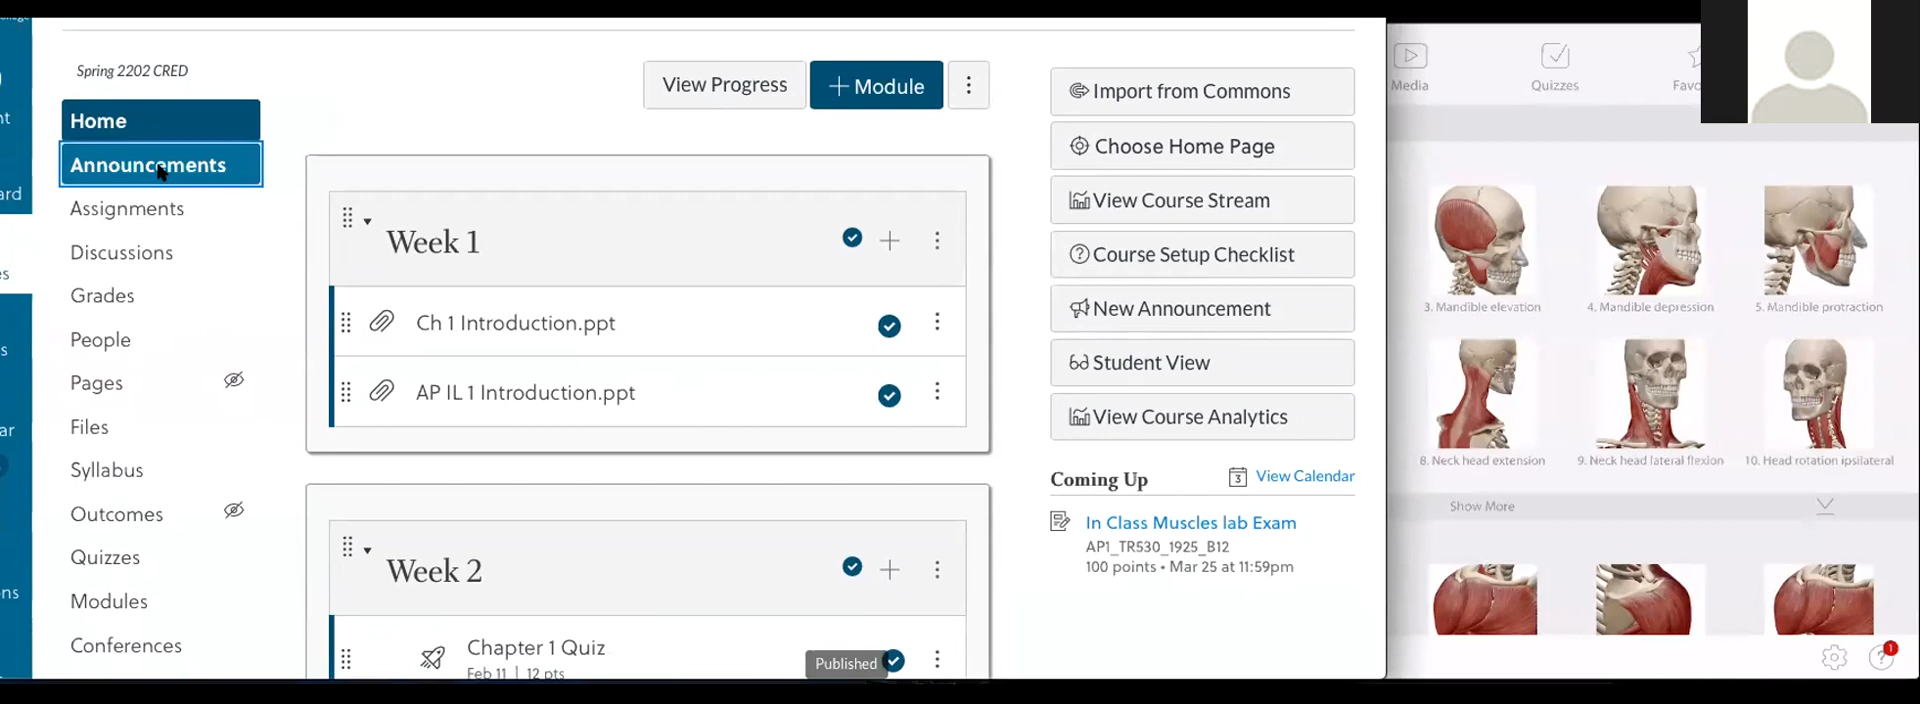 Spring 2202 CRED
Home
Announcements
Assignments
Discussions
Grades
People
Pages
Files
Syllabus
Outcomes
Quizzes
Modules
Conferences
View Progress
+ Module
Week 1
Ch 1 Introduction.ppt
AP IL 1 Introduction.ppt
Week 2
Chapter 1 Quiz
Feb 11 | 12 pts
Published
Import from Commons
Choose Home Page
View Course Stream
Course Setup Checklist
New Announcement
Student View
View Course Analytics
Coming Up
3 View Calendar
In Class Muscles lab Exam
AP1_TR530_1925_B12
100 points • Mar 25 at 11:59pm
Media
Quizzes
3. Mandible elevation
4. Mandible depression
5. Mandible protraction
8. Neck head extension
9. Neck head lateral flexion
10. Head rotation ipsilateral
Show More
1